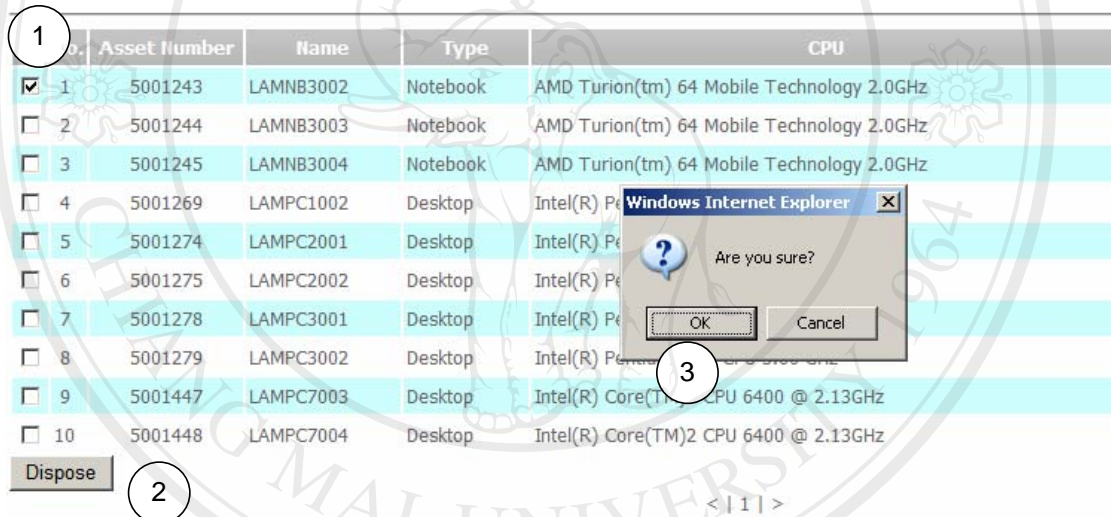 1
o. Asset Number Name Type CPU
1 5001243 LAMNB3002 Notebook AMD Turion(tm) 64 Mobile Technology 2.0GHz
2 5001244 LAMNB3003 Notebook AMD Turion(tm) 64 Mobile Technology 2.0GHz
3 5001245 LAMNB3004 Notebook AMD Turion(tm) 64 Mobile Technology 2.0GHz
4 5001269 LAMPC1002 Desktop Intel(R)
5 5001274 LAMPC2001 Desktop Intel(R)
6 5001275 LAMPC2002 Desktop Intel(R)
7 5001278 LAMPC3001 Desktop Intel(R)
8 5001279 LAMPC3002 Desktop Intel(R)
9 5001447 LAMPC7003 Desktop Intel(R) Core(TM) CPU 6400 @ 2.13GHz
10 5001448 LAMPC7004 Desktop Intel(R) Core(TM)2 CPU 6400 @ 2.13GHz
Windows Internet Explorer
Are you sure?
OK Cancel
3
Dispose
2
< | 1 | >
CHIANG MAI UNIVERSITY 1964